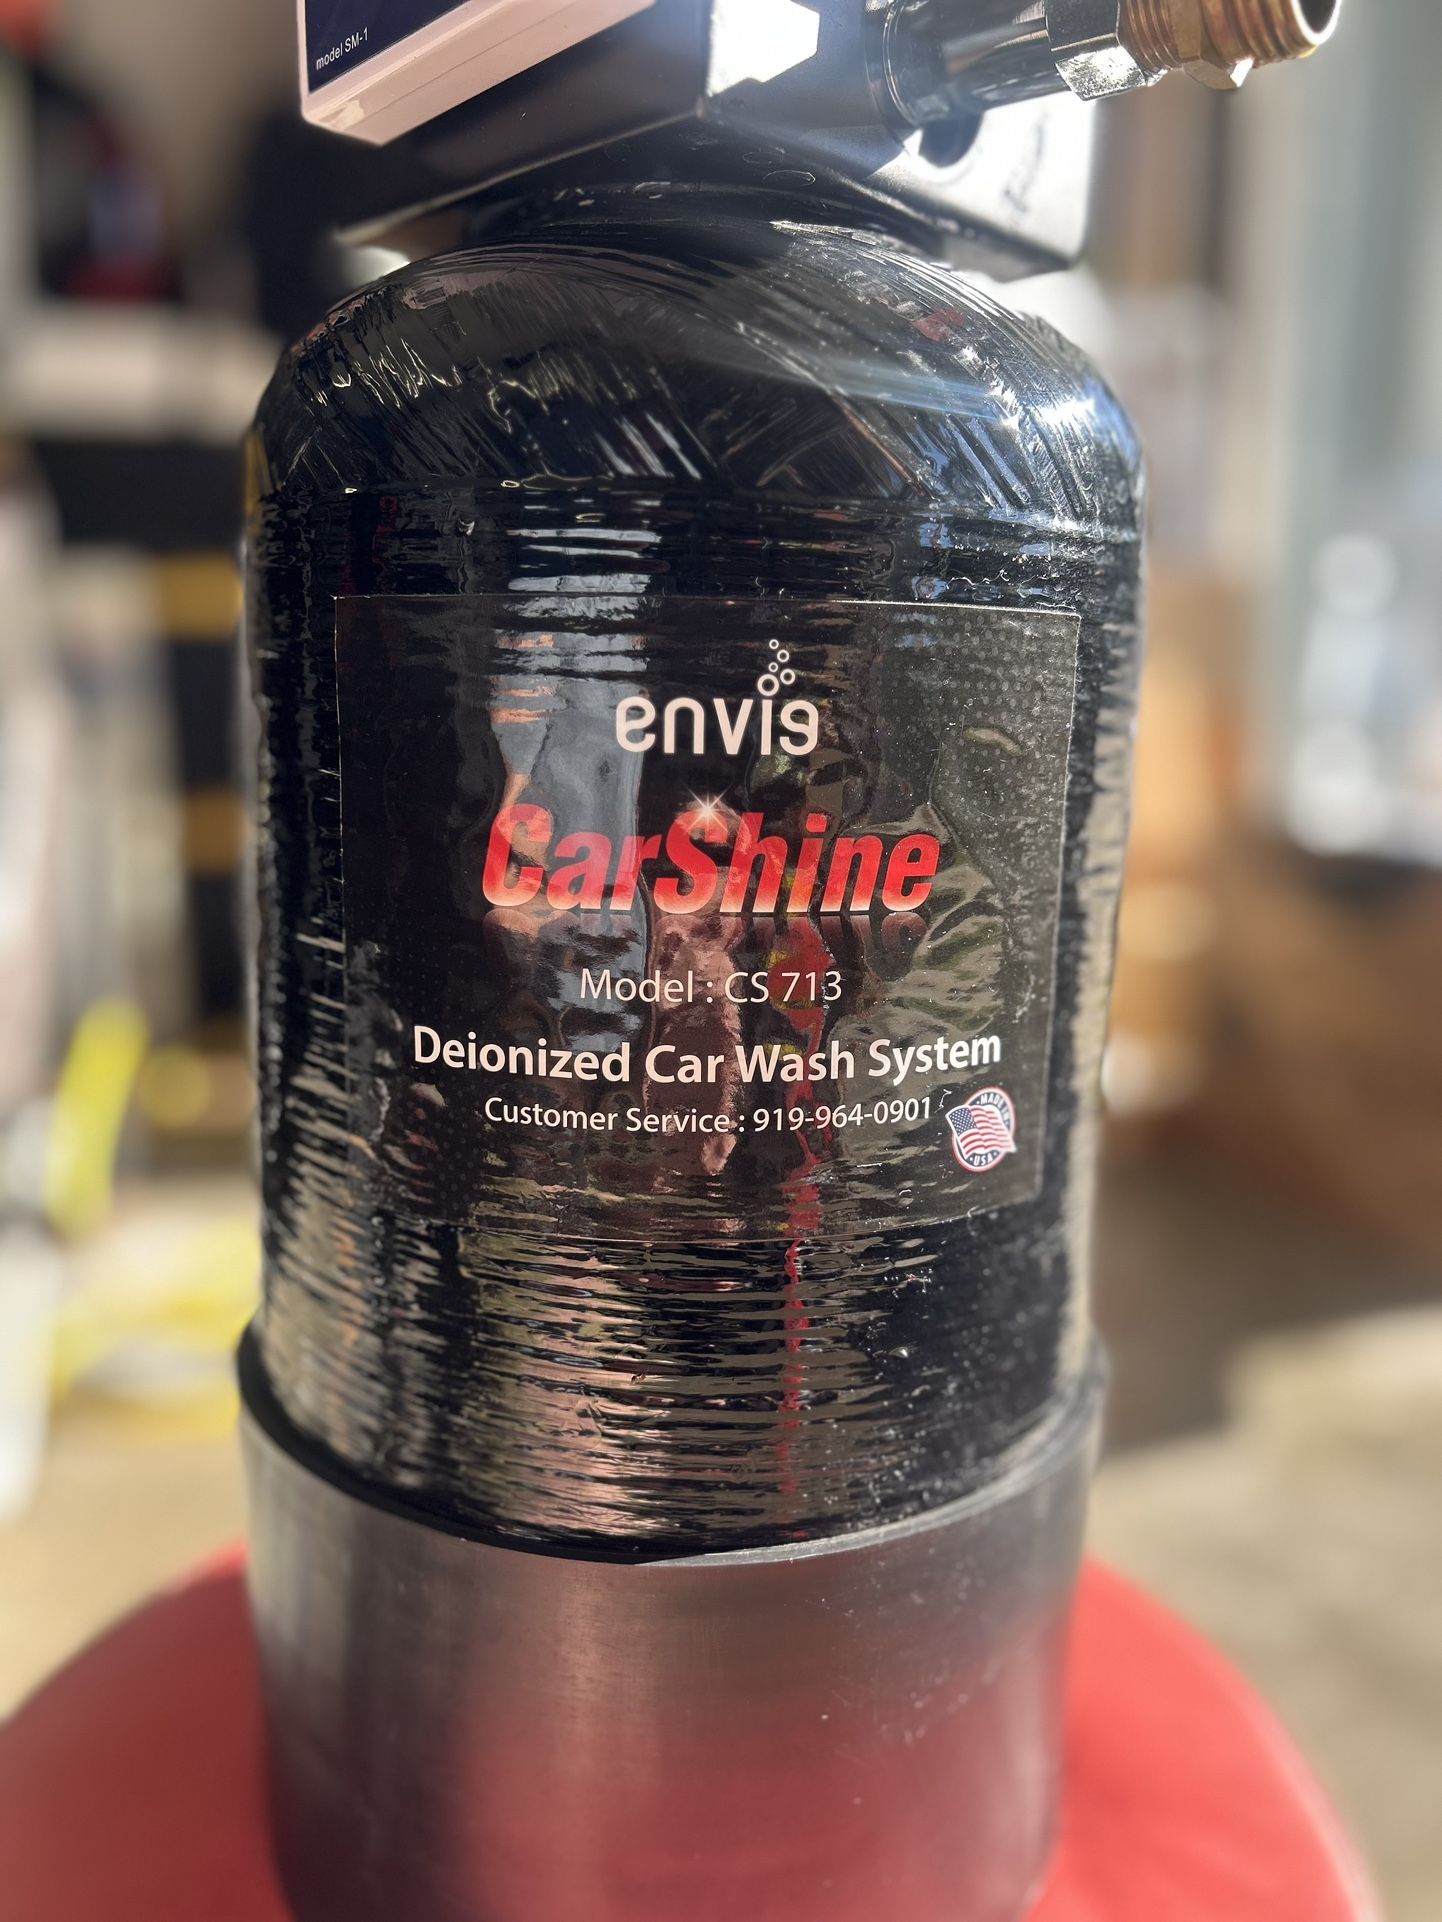 model SM-1
envie
CarShine
Model : CS 713
Deionized Car Wash System
Customer Service : 919-964-0901
MADE IN
USA